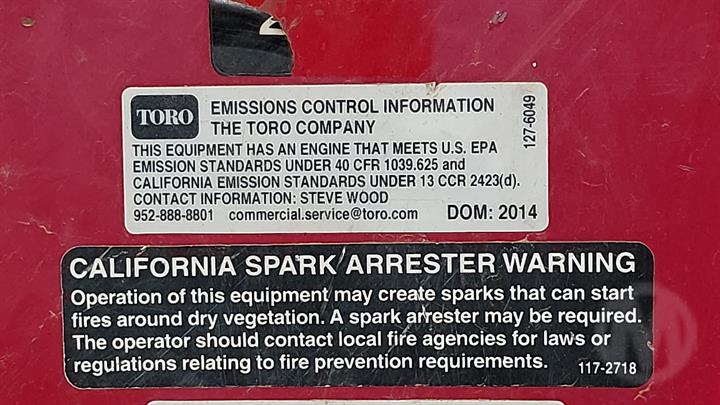 TORO
EMISSIONS CONTROL INFORMATION
THE TORO COMPANY
127-6049
THIS EQUIPMENT HAS AN ENGINE THAT MEETS U.S. EPA
EMISSION STANDARDS UNDER 40 CFR 1039.625 and
CALIFORNIA EMISSION STANDARDS UNDER 13 CCR 2423(d).
CONTACT INFORMATION: STEVE WOOD
952-888-8801 commercial.service@toro.com DOM: 2014
CALIFORNIA SPARK ARRESTER WARNING
Operation of this equipment may create sparks that can start
fires around dry vegetation. A spark arrester may be required.
The operator should contact local fire agencies for laws or
regulations relating to fire prevention requirements.
117-2718